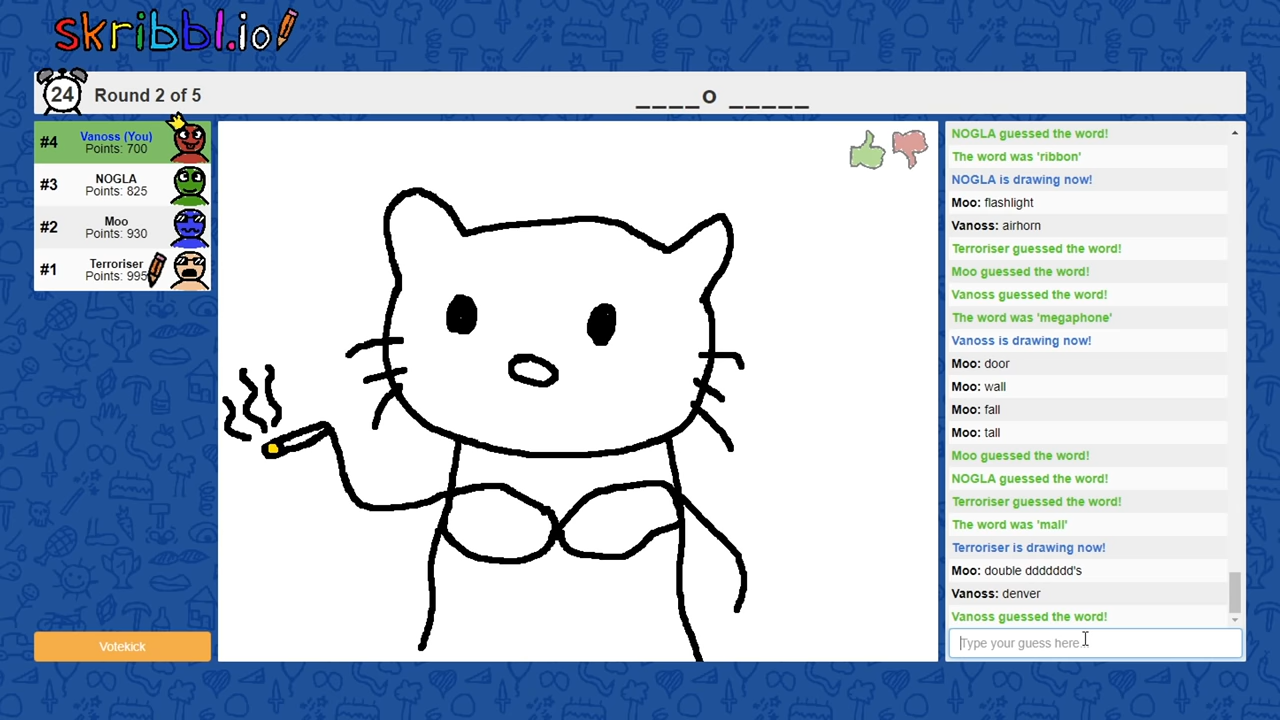 skribbl.io
24 Round 2 of 5
____o _____
#4 Vanoss (You)
Points: 700
#3 NOGLA
Points: 825
#2 Moo
Points: 930
#1 Terroriser
Points: 995
Votekick
NOGLA guessed the word!
The word was 'ribbon'
NOGLA is drawing now!
Moo: flashlight
Vanoss: airhorn
Terroriser guessed the word!
Moo guessed the word!
Vanoss guessed the word!
The word was 'megaphone'
Vanoss is drawing now!
Moo: door
Moo: wall
Moo: fall
Moo: tall
Moo guessed the word!
NOGLA guessed the word!
Terroriser guessed the word!
The word was 'mall'
Terroriser is drawing now!
Moo: double ddddddd's
Vanoss: denver
Vanoss guessed the word!
Type your guess here...